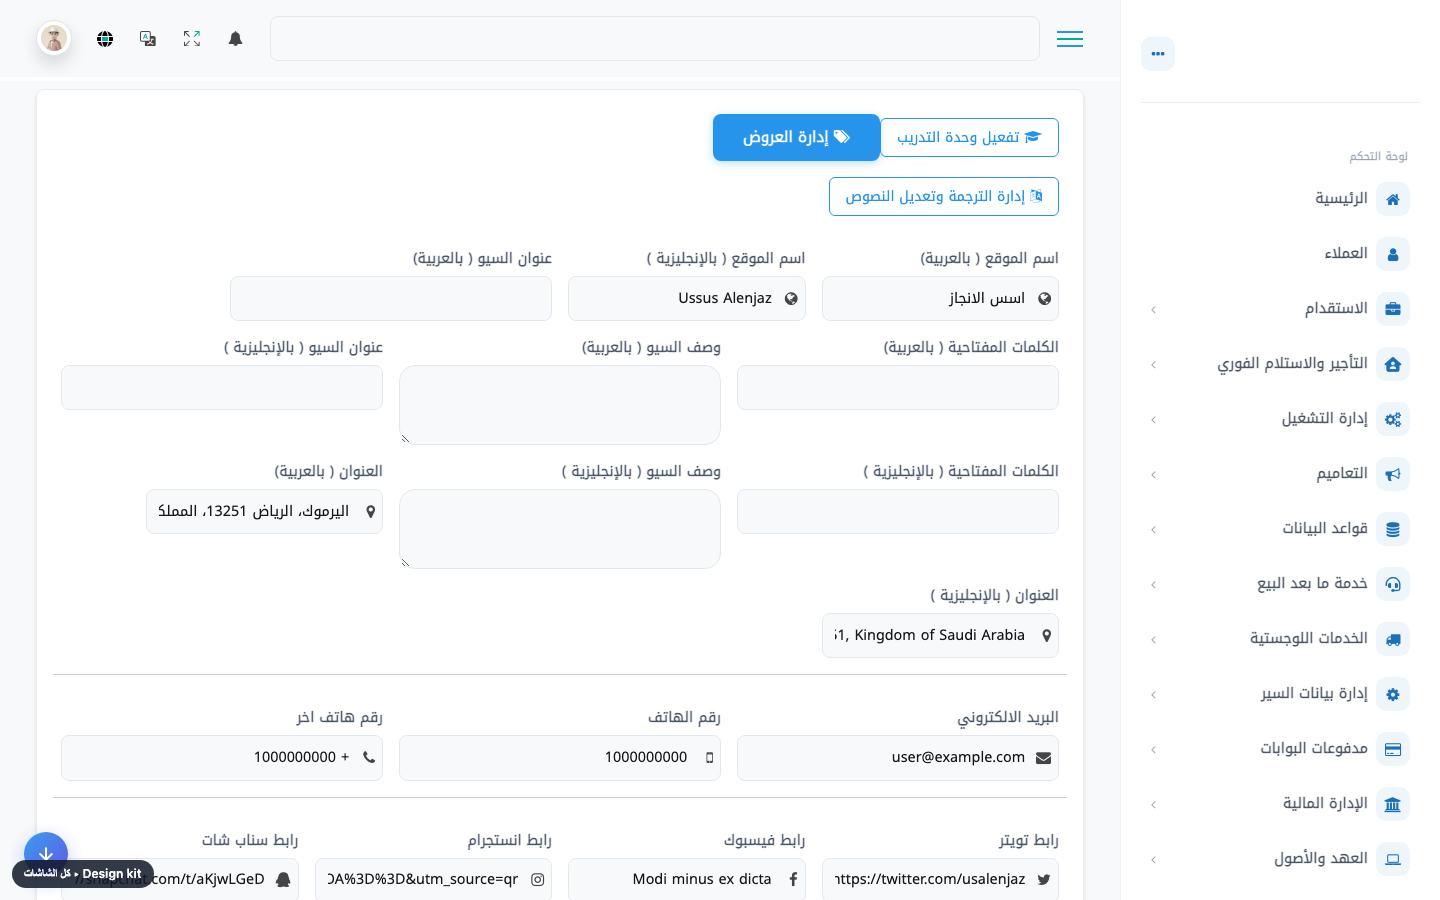 لوحة التحكم
الرئيسية
العملاء
الاستقدام
التأجير والاستلام الفوري
إدارة التشغيل
التعاميم
قواعد البيانات
خدمة ما بعد البيع
الخدمات اللوجستية
إدارة بيانات السير
مدفوعات البوابات
الإدارة المالية
العهد والأصول
تفعيل وحدة التدريب
إدارة العروض
إدارة الترجمة وتعديل النصوص
اسم الموقع ( بالعربية)
اسم الموقع ( بالإنجليزية )
عنوان السيو ( بالعربية)
اسس الانجاز
Ussus Alenjaz
الكلمات المفتاحية ( بالعربية)
وصف السيو ( بالعربية)
عنوان السيو ( بالإنجليزية )
الكلمات المفتاحية ( بالإنجليزية )
وصف السيو ( بالإنجليزية )
العنوان ( بالعربية)
اليرموك، الرياض 13251، المملك
العنوان ( بالإنجليزية )
51, Kingdom of Saudi Arabia
البريد الالكتروني
رقم الهاتف
رقم هاتف اخر
user@example.com
1000000000
1000000000 +
رابط تويتر
رابط فيسبوك
رابط انستجرام
رابط سناب شات
https://twitter.com/usalenjaz
Modi minus ex dicta
OA%3D%3D&utm_source=qr
snapchat.com/t/aKjwLGeD
Design kit • كل الشاشات